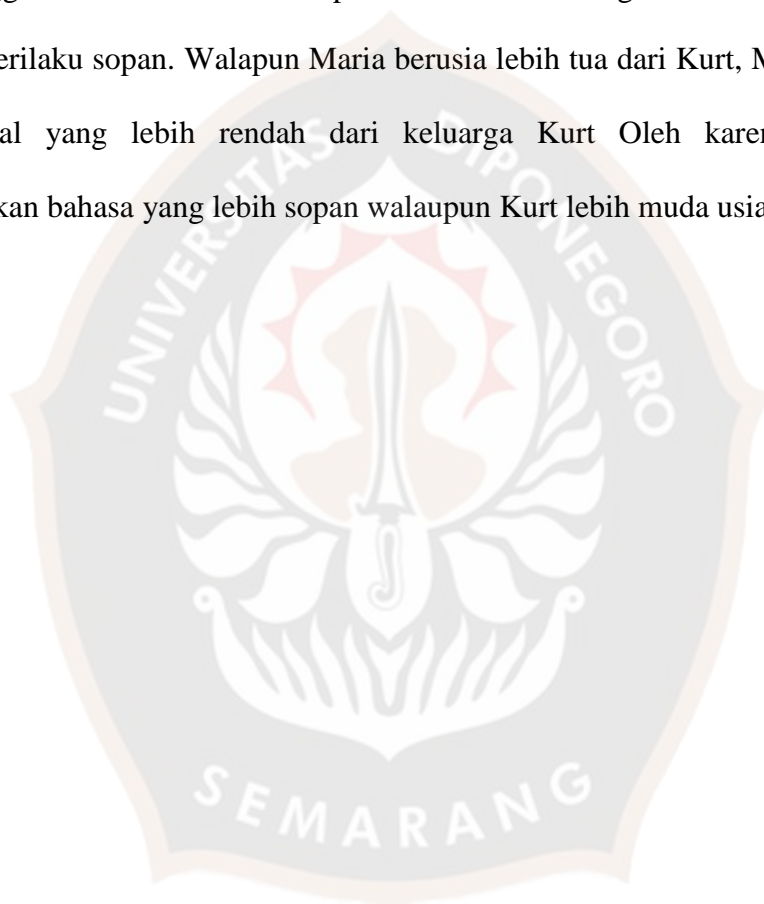 erilaku sopan. Walapun Maria berusia lebih tua dari Kurt, M
al yang lebih rendah dari keluarga Kurt Oleh karen
kan bahasa yang lebih sopan walaupun Kurt lebih muda usia
UNIVERSITAS DIPONEGORO
SEMARANG